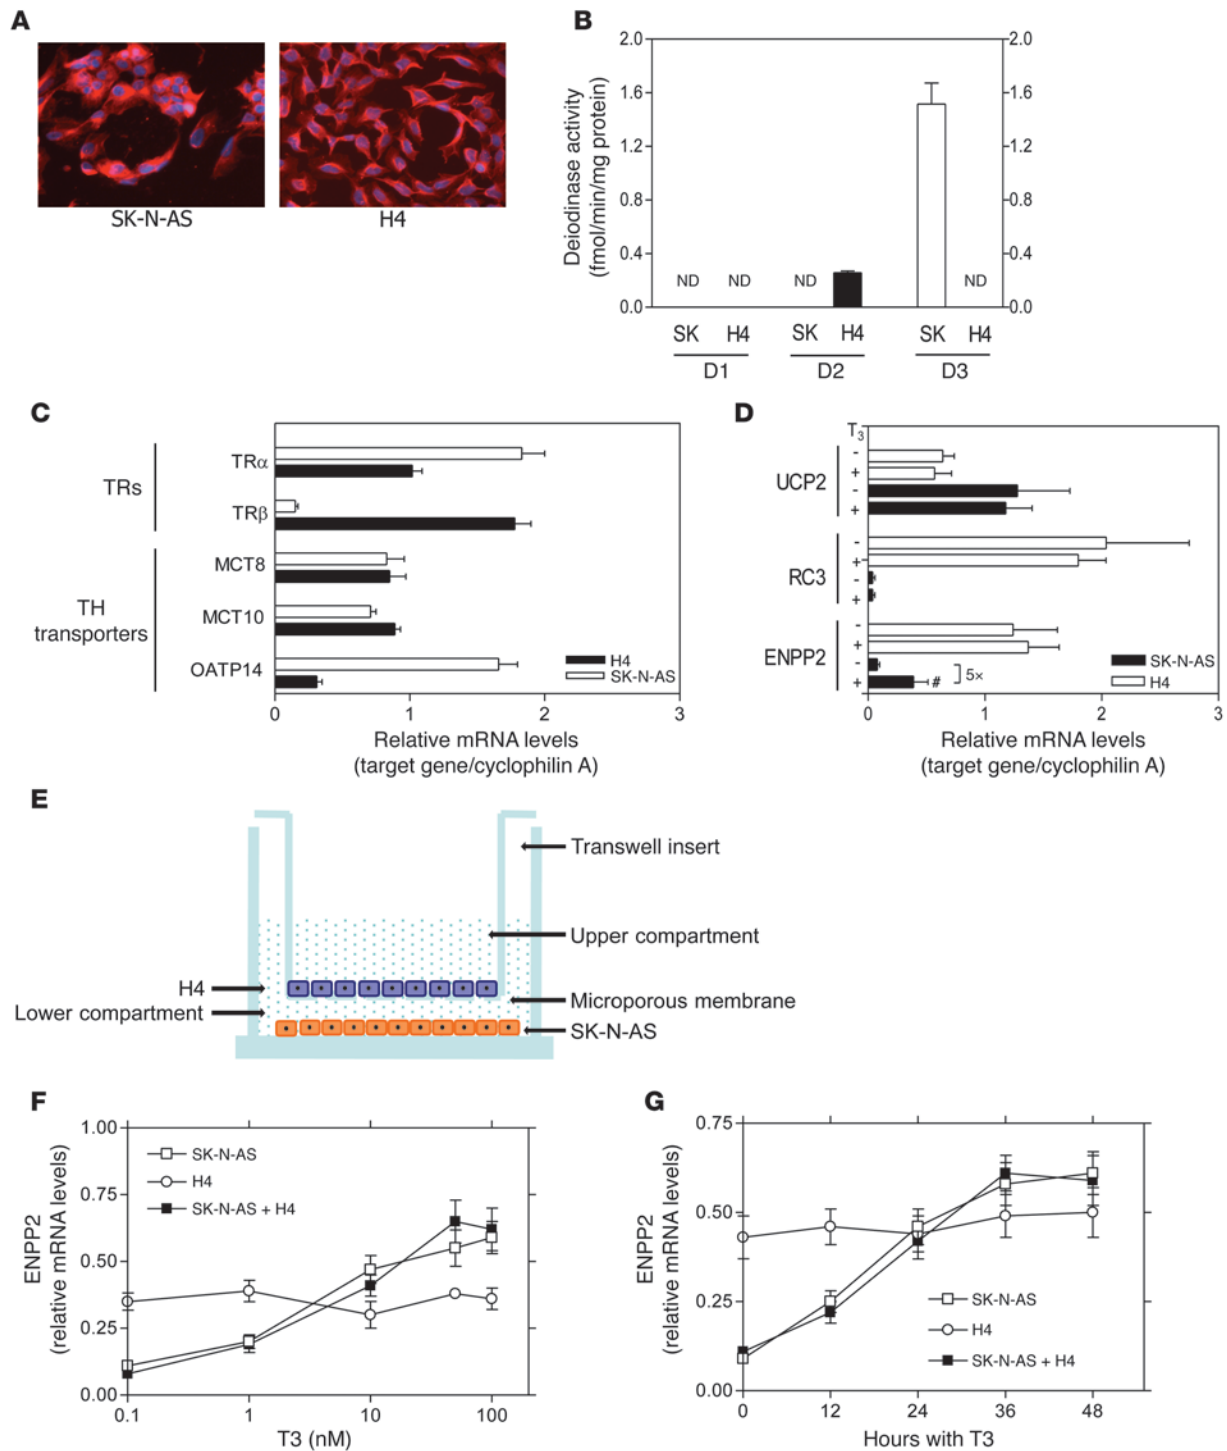 A
SK-N-AS
H4
B
Deiodinase activity
(fmol/min/mg protein)
2.0
1.6
1.2
0.8
0.4
0.0
2.0
1.6
1.2
0.8
0.4
0.0
ND
ND
ND
ND
SK
H4
SK
H4
SK
H4
D1
D2
D3
C
TRs
TRα
TRβ
TH
transporters
MCT8
MCT10
OATP14
H4
SK-N-AS
0
1
2
3
Relative mRNA levels
(target gene/cyclophilin A)
D
T3
UCP2
-
+
-
+
RC3
-
+
-
+
ENPP2
-
+
-
+
#
5×
SK-N-AS
H4
0
1
2
3
Relative mRNA levels
(target gene/cyclophilin A)
E
Transwell insert
Upper compartment
H4
Lower compartment
Microporous membrane
SK-N-AS
F
ENPP2
(relative mRNA levels)
1.00
0.75
0.50
0.25
0.00
SK-N-AS
H4
SK-N-AS + H4
0.1
1
10
100
T3 (nM)
G
ENPP2
(relative mRNA levels)
0.75
0.50
0.25
0.00
SK-N-AS
H4
SK-N-AS + H4
0
12
24
36
48
Hours with T3